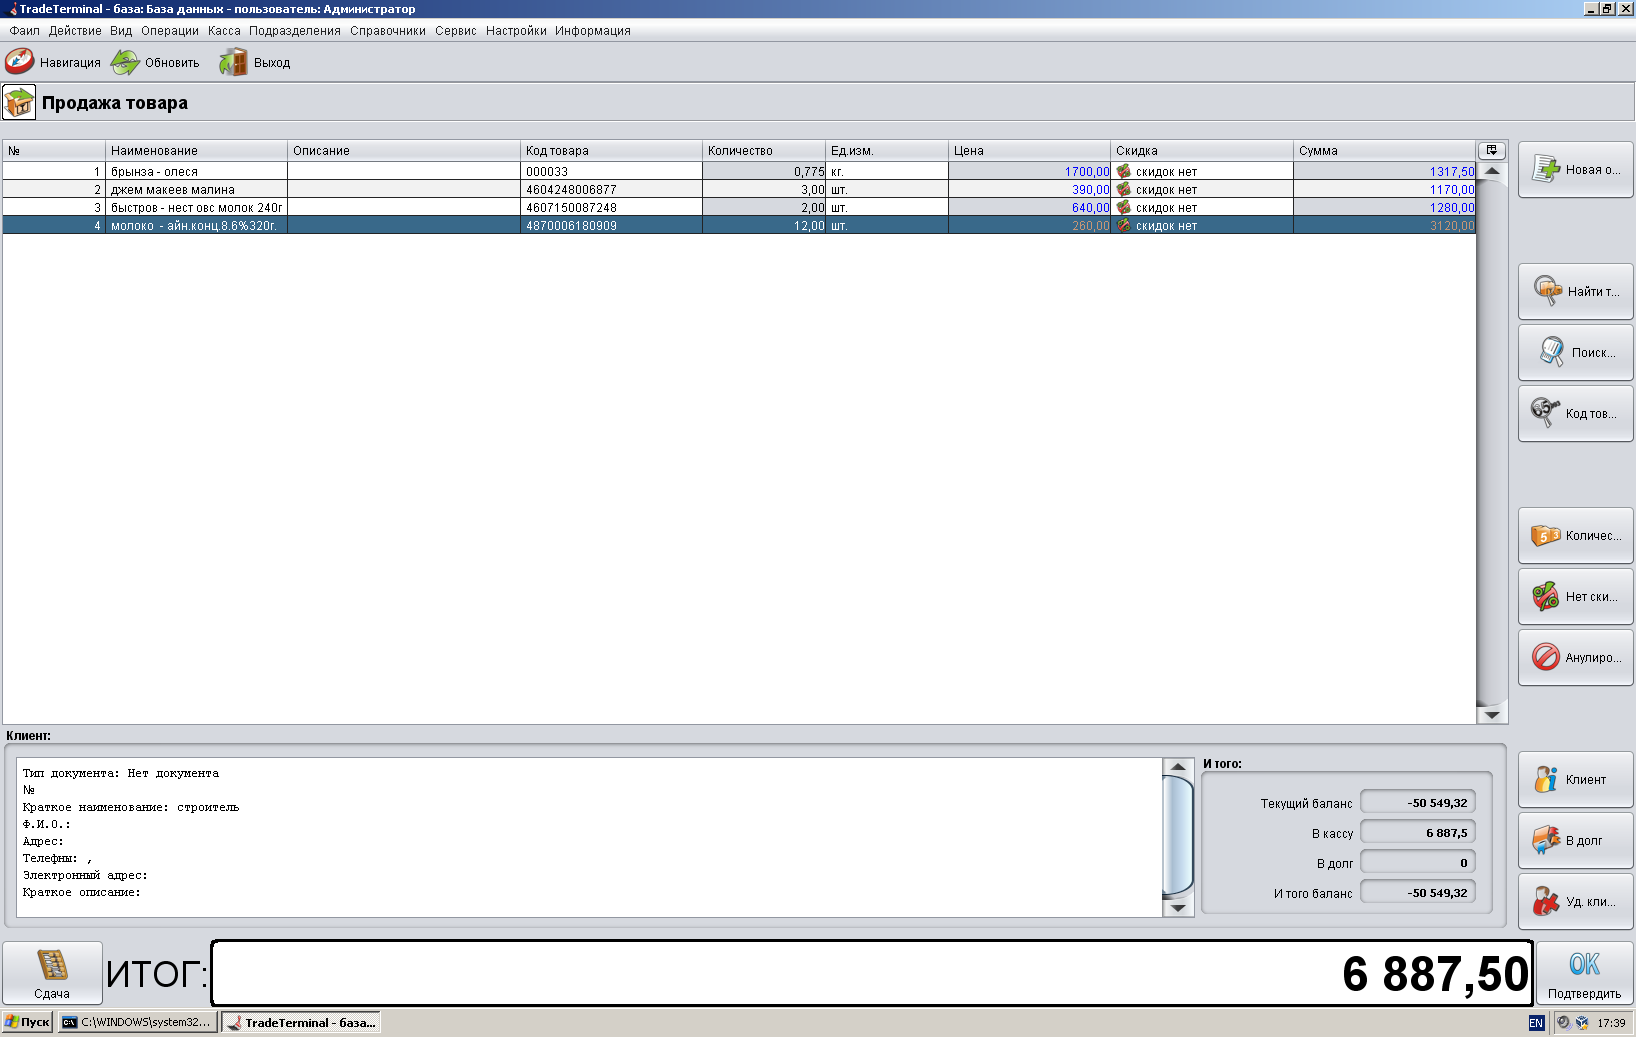 TradeTerminal - база: База данных - пользователь: Администратор
Фаил Действие Вид Операции Касса Подразделения Справочники Сервис Настройки Информация
Навигация Обновить Выход
Продажа товара
№ Наименование Описание Код товара Количество Ед.изм. Цена Скидка Сумма
1 брынза - олеся 000033 0,775 кг. 1700,00 скидок нет 1317,50
2 джем макеев малина 4604248006877 3,00 шт. 390,00 скидок нет 1170,00
3 быстров - нест овс молок 240г 4607150087248 2,00 шт. 640,00 скидок нет 1280,00
4 молоко - айн.конц.8.6%320г. 4870006180909 12,00 шт. 260,00 скидок нет 3120,00
Новая о...
Найти т...
Поиск...
Код тов...
Количес...
Нет ски...
Анулиро...
Клиент:
Тип документа: Нет документа
№
Краткое наименование: строитель
Ф.И.О.:
Адрес:
Телефны: ,
Электронный адрес:
Краткое описание:
Итого:
Текущий баланс -50 549,32
В кассу 6 887,5
В долг 0
Итого баланс -50 549,32
Клиент
В долг
Уд. кли...
Сдача
ИТОГ: 6 887,50
OK
Подтвердить
Пуск C:\WINDOWS\system32... TradeTerminal - база... EN 17:39